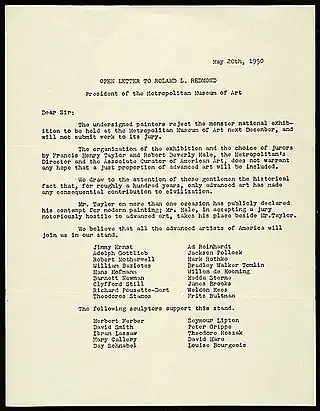 May 20th, 1950
OPEN LETTER TO ROLAND L. REDMOND
President of the Metropolitan Museum of Art
Dear Sir:
The undersigned painters reject the monster national exhib-
ition to be held at the Metropolitan Museum of Art next December, and
will not submit work to its jury.
The organization of the exhibition and the choice of jurors
by Francis Henry Taylor and Robert Beverly Hale, the Metropolitan's
Director and the Associate Curator of American Art, does not warrant
any hope that a just proportion of advanced art will be included.
We draw to the attention of those gentlemen the historical
fact that, for roughly a hundred years, only advanced art has made
any consequential contribution to civilization.
Mr. Taylor on more than one occasion has publicly declared
his contempt for modern painting; Mr. Hale, in accepting a jury
notoriously hostile to advanced art, takes his place beside Mr.Taylor.
We believe that all the advanced artists of America will
join us in our stand.
Jimmy Ernst Ad Reinhardt
Adolph Gottlieb Jackson Pollock
Robert Motherwell Mark Rothko
William Baziotes Bradley Walker Tomlin
Hans Hofmann Willem de Kooning
Barnett Newman Hedda Sterne
Clyfford Still James Brooks
Richard Pousette-Dart Weldon Kees
Theodoros Stamos Fritz Bultman
The following sculptors support this stand.
Herbert Ferber Seymour Lipton
David Smith Peter Grippe
Ibram Lassaw Theodore Roszak
Mary Callery David Hare
Day Schnabel Louise Bourgeois